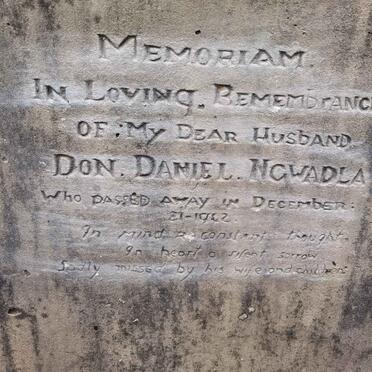 MEMORIAM.
IN LOVING. REMEMBRANC
OF; MY DEAR HUSBAND.
DON. DANIEL. NGWADLA
WHO PASSED AWAY IN DECEMBER:
21-1962
In mind a constant thought.
In heart a silent sorrow
Sadly missed by his wife and children